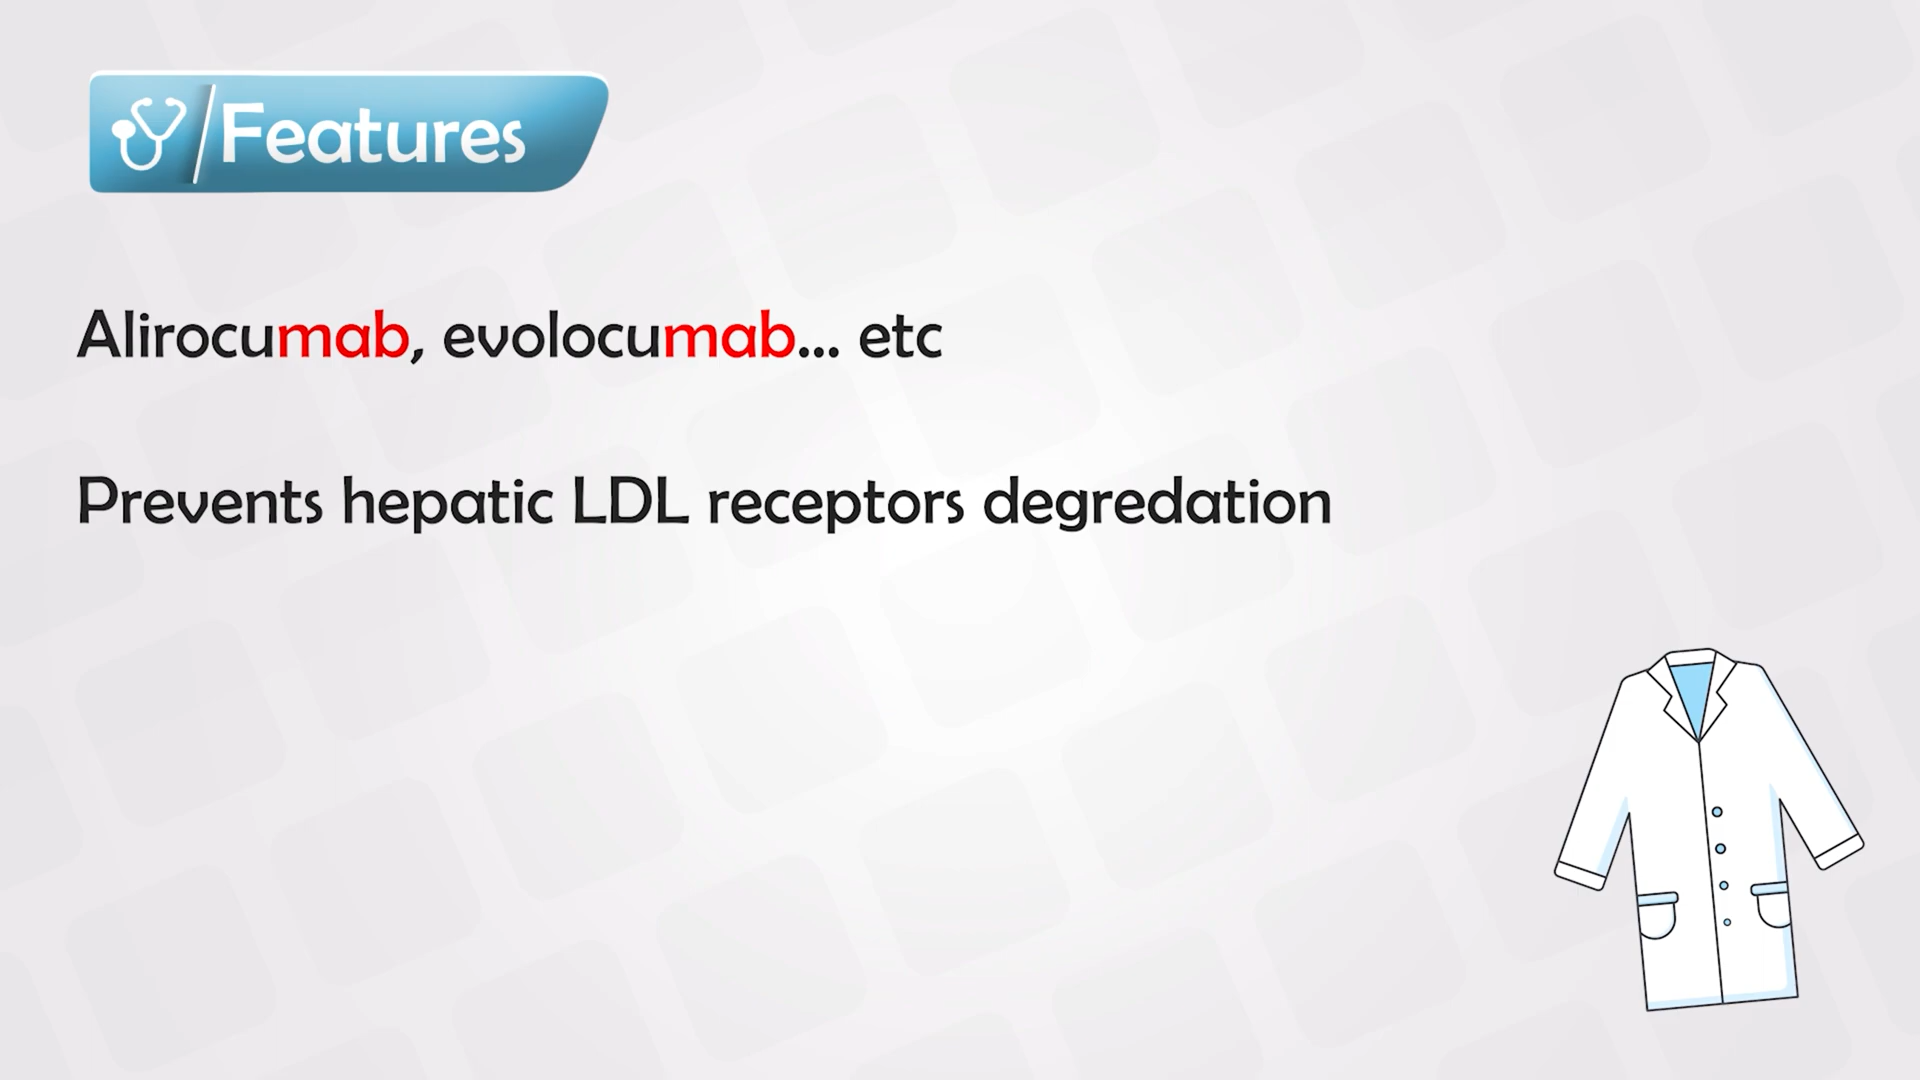 Features
Alirocumab, evolocumab... etc
Prevents hepatic LDL receptors degredation